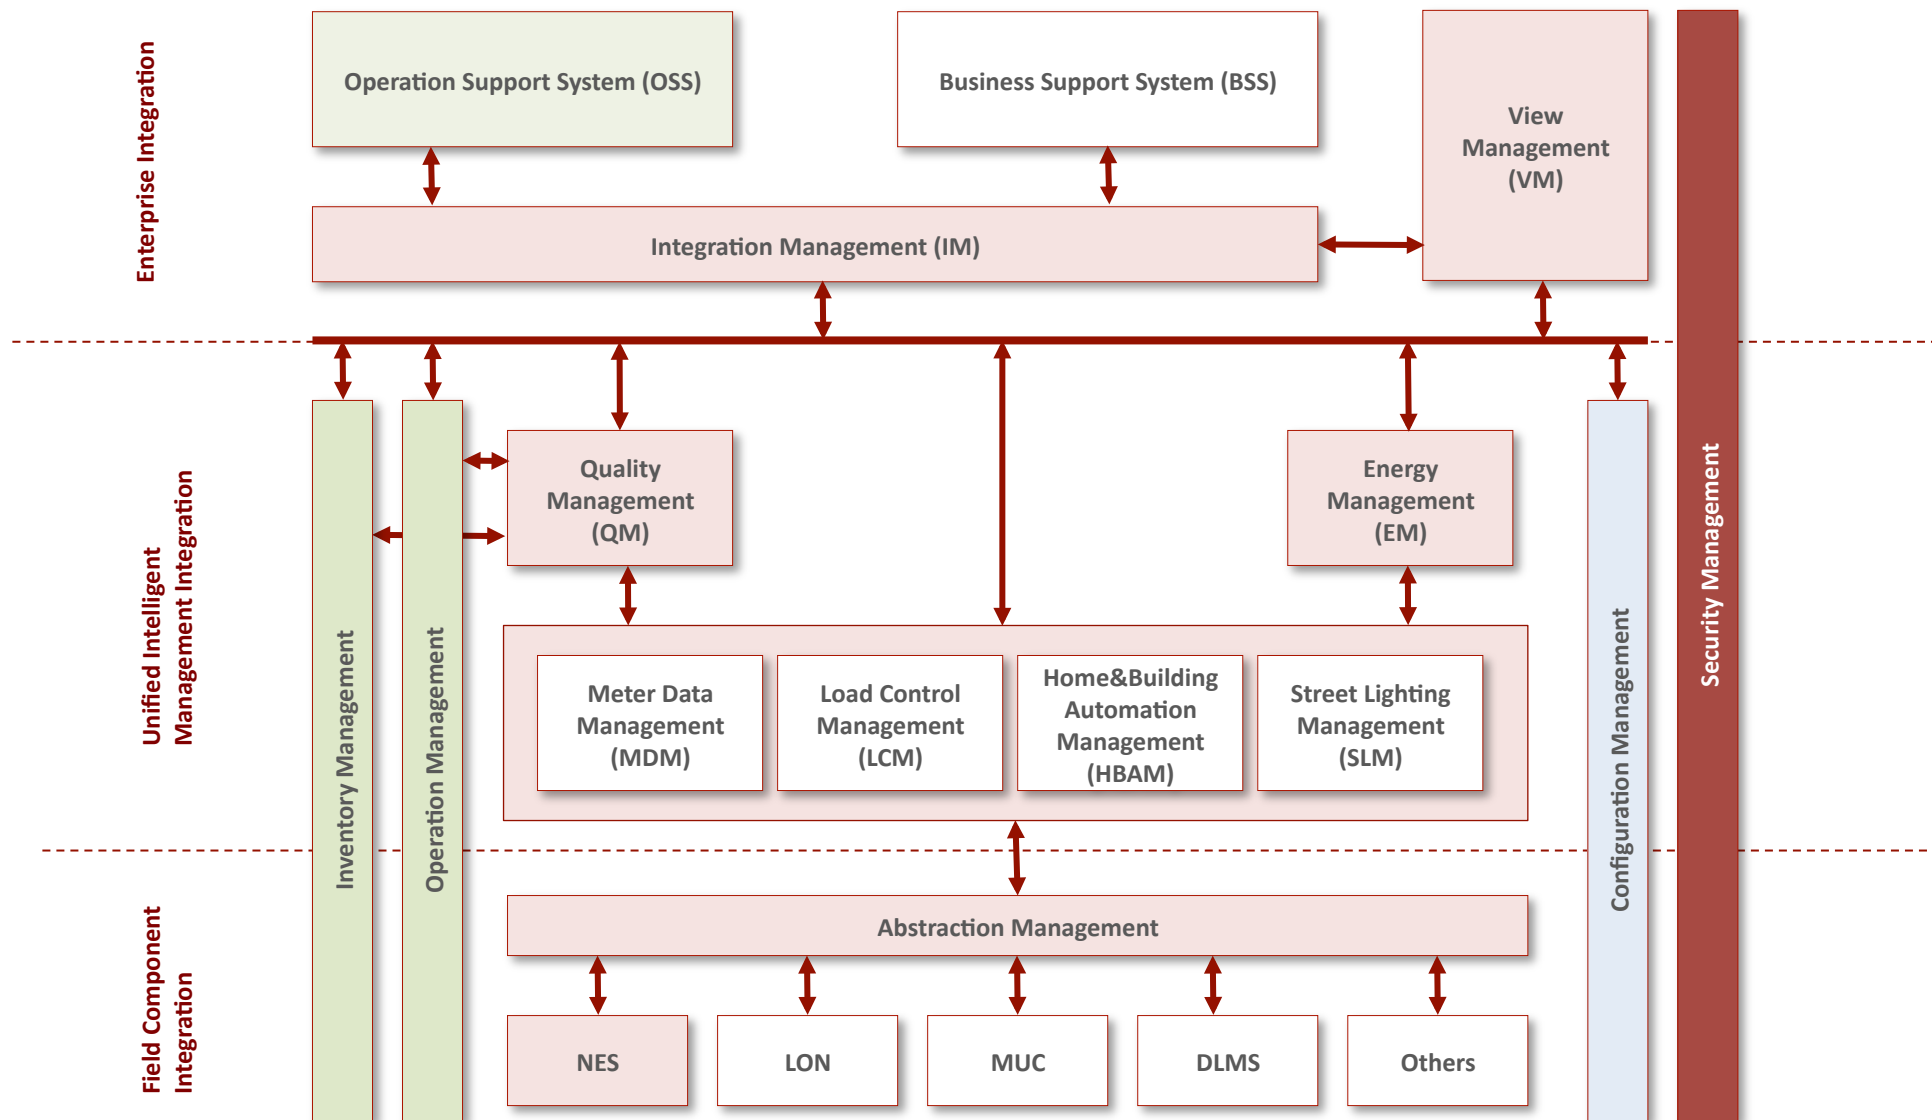 Enterprise Integration
Operation Support System (OSS)
Business Support System (BSS)
View
Management
(VM)
Integration Management (IM)
Security Management
Unified Intelligent
Management Integration
Inventory Management
Operation Management
Quality
Management
(QM)
Energy
Management
(EM)
Configuration Management
Meter Data
Management
(MDM)
Load Control
Management
(LCM)
Home&Building
Automation
Management
(HBAM)
Street Lighting
Management
(SLM)
Field Component
Integration
Abstraction Management
NES
LON
MUC
DLMS
Others